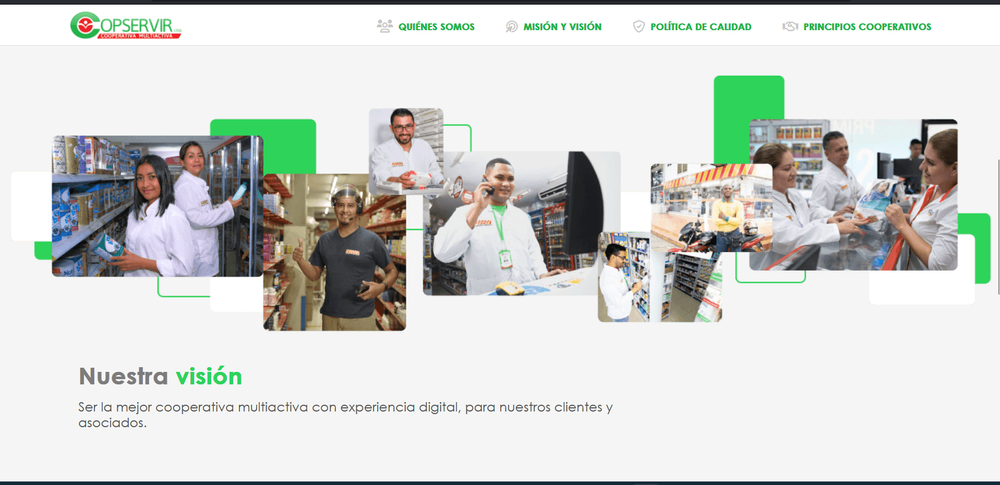 COPSERVIR
COOPERATIVA MULTIACTIVA
QUIÉNES SOMOS
MISIÓN Y VISIÓN
POLÍTICA DE CALIDAD
PRINCIPIOS COOPERATIVOS
Nuestra visión
Ser la mejor cooperativa multiactiva con experiencia digital, para nuestros clientes y
asociados.